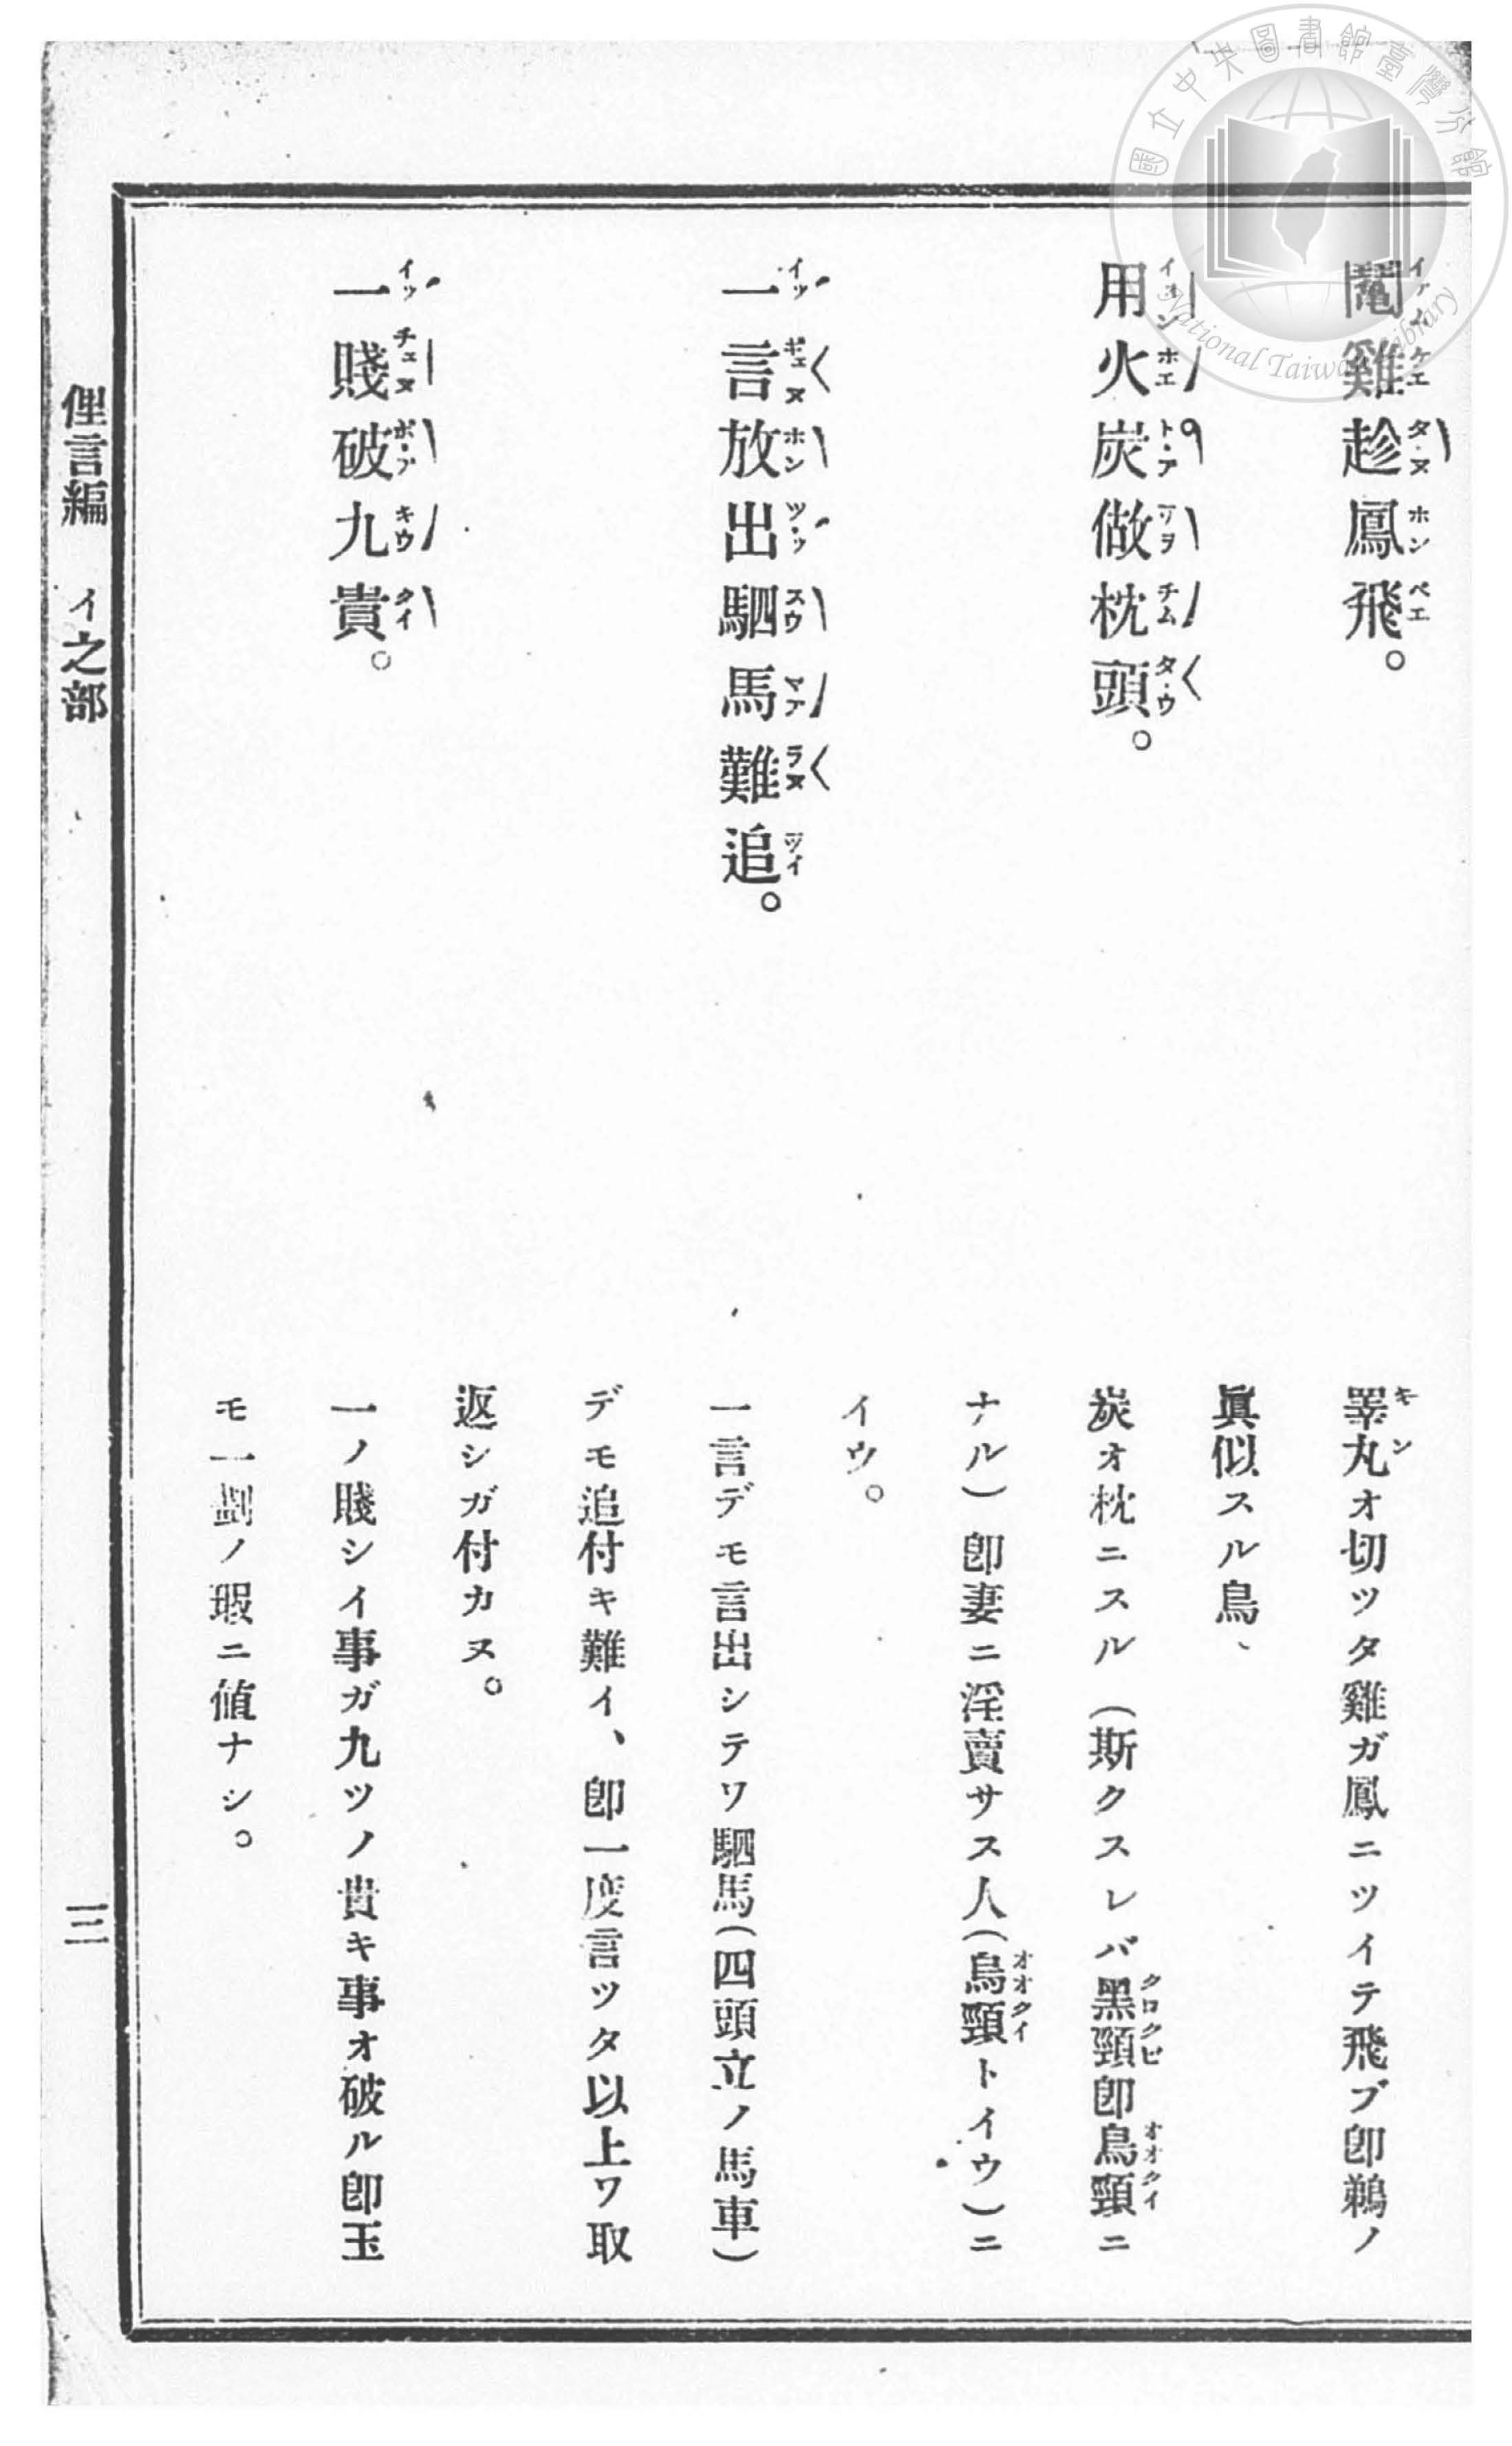 閹雞趁鳳飛。
睪丸オ切ツタ雞ガ鳳ニツイテ飛ブ卽鵜ノ
眞似スル烏、
用火炭做枕頭。
炭オ枕ニスル（斯クスレバ黑頸卽烏頸ニ
ナル）卽妻ニ淫賣サス人（烏頸トイウ）ニ
イウ。
一言放出駟馬難追。
一言デモ言出シテワ駟馬（四頭立ノ馬車）
デモ追付キ難イ、卽一度言ツタ以上ワ取
返シガ付カヌ。
一賤破九貴。
一ノ賤シイ事ガ九ツノ貴キ事オ破ル卽玉
モ一劃ノ瑕ニ値ナシ。
俚言編　イ之部
三
國立中央圖書館臺灣分館
National Taiwan Library